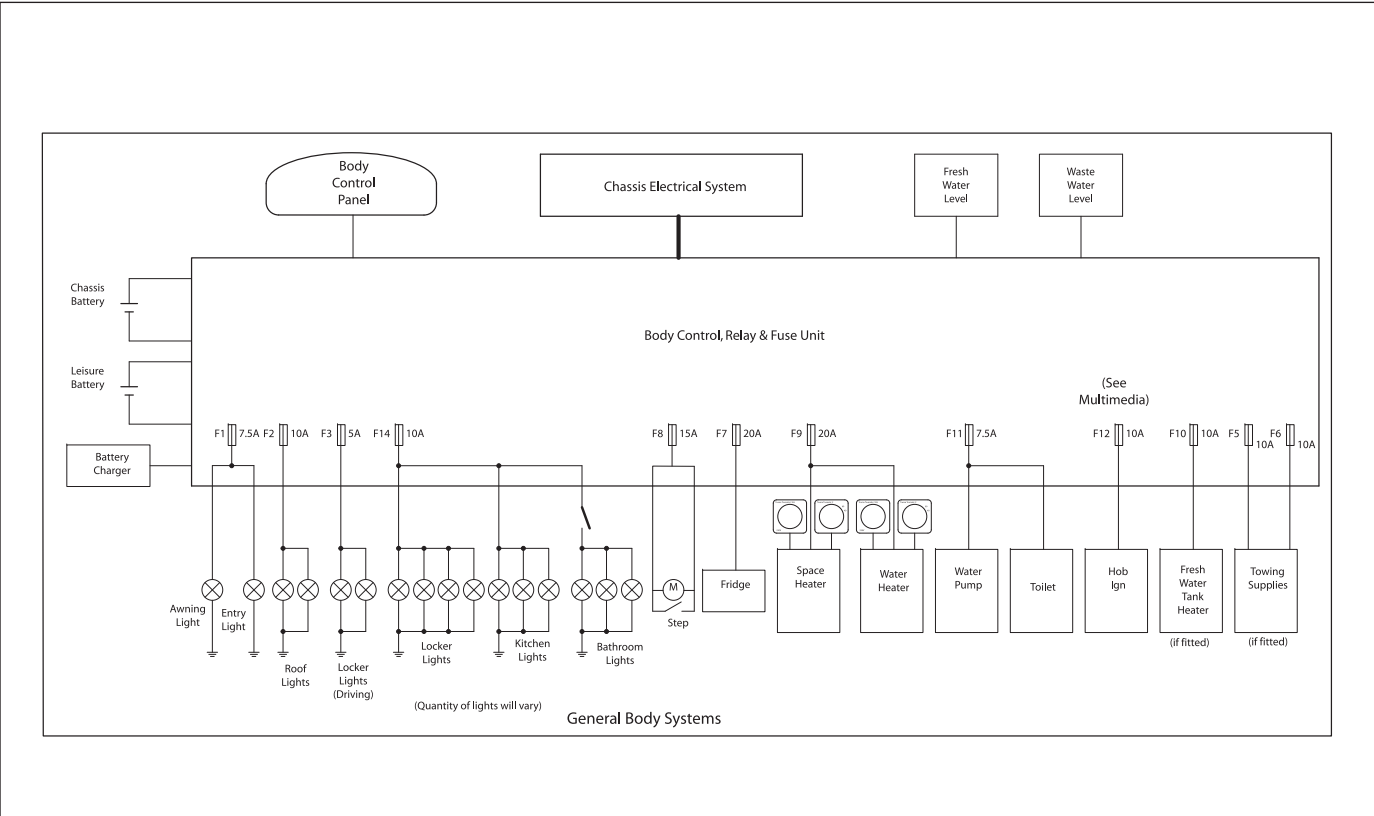 Body
Control
Panel
Chassis Electrical System
Fresh
Water
Level
Waste
Water
Level
Chassis
Battery
Leisure
Battery
Battery
Charger
Body Control, Relay & Fuse Unit
(See
Multimedia)
F1 7.5A F2 10A F3 5A F14 10A F8 15A F7 20A F9 20A F11 7.5A F12 10A F10 10A F5 10A F6 10A
Awning
Light
Entry
Light
Roof
Lights
Locker
Lights
(Driving)
Locker
Lights
Kitchen
Lights
Bathroom
Lights
M
Step
Fridge
Space
Heater
Water
Heater
Water
Pump
Toilet
Hob
Ign
Fresh
Water
Tank
Heater
(if fitted)
Towing
Supplies
(if fitted)
(Quantity of lights will vary)
General Body Systems